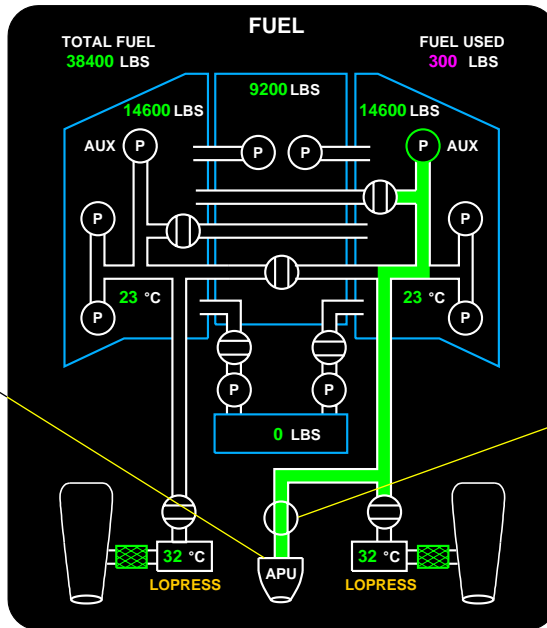 FUEL
TOTAL FUEL
38400 LBS
FUEL USED
300 LBS
9200 LBS
14600 LBS
14600 LBS
AUX P
P P
P AUX
P
P
P
P
23 °C
23 °C
P
P
0 LBS
32 °C
APU
32 °C
LOPRESS
LOPRESS